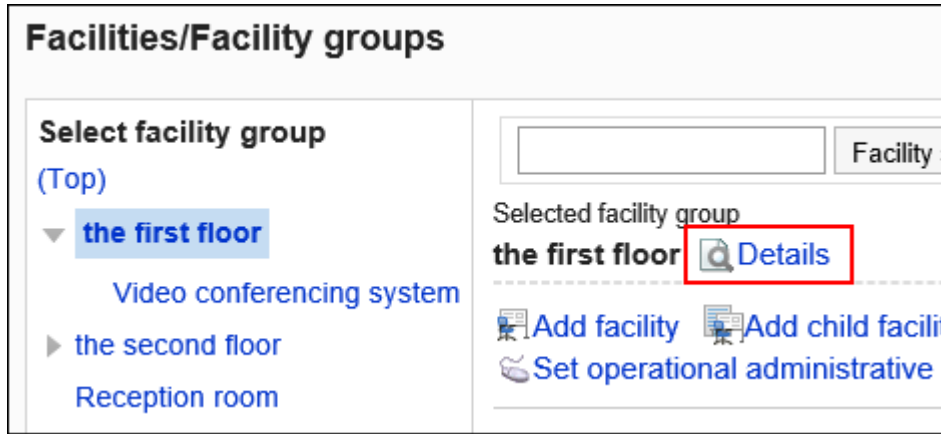 Facilities/Facility groups
Select facility group
(Top)
the first floor
Video conferencing system
the second floor
Reception room
Facility
Selected facility group
the first floor Details
Add facility Add child facili
Set operational administrative